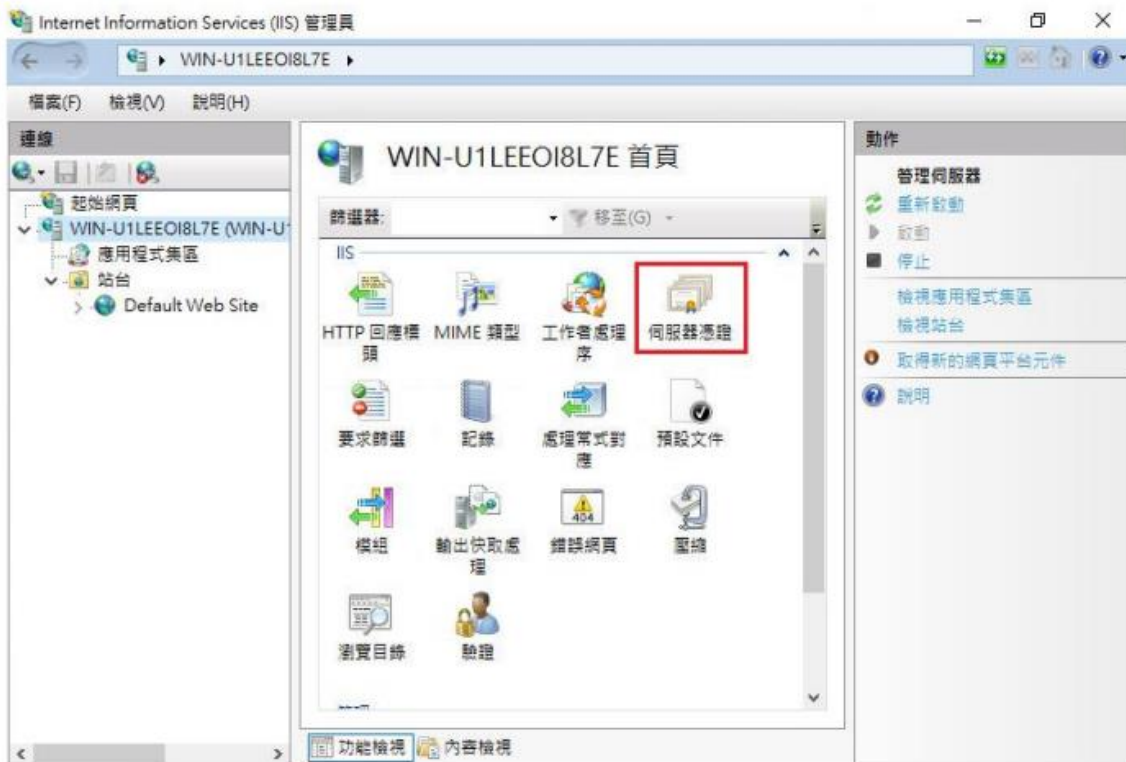 Internet Information Services (IIS) 管理員
WIN-U1LEEOI8L7E
檔案(F) 檢視(V) 說明(H)
連線
起始網頁
WIN-U1LEEOI8L7E (WIN-U
應用程式集區
站台
Default Web Site
WIN-U1LEEOI8L7E 首頁
篩選器: 移至(G)
IIS
HTTP 回應標
頭
MIME 類型
工作者處理
序
伺服器憑證
要求篩選
記錄
處理常式對
應
預設文件
模組
輸出快取處
理
404
錯誤網頁
壓縮
瀏覽目錄
驗證
功能檢視 內容檢視
動作
管理伺服器
重新啟動
啟動
停止
檢視應用程式集區
檢視站台
取得新的網頁平台元件
說明